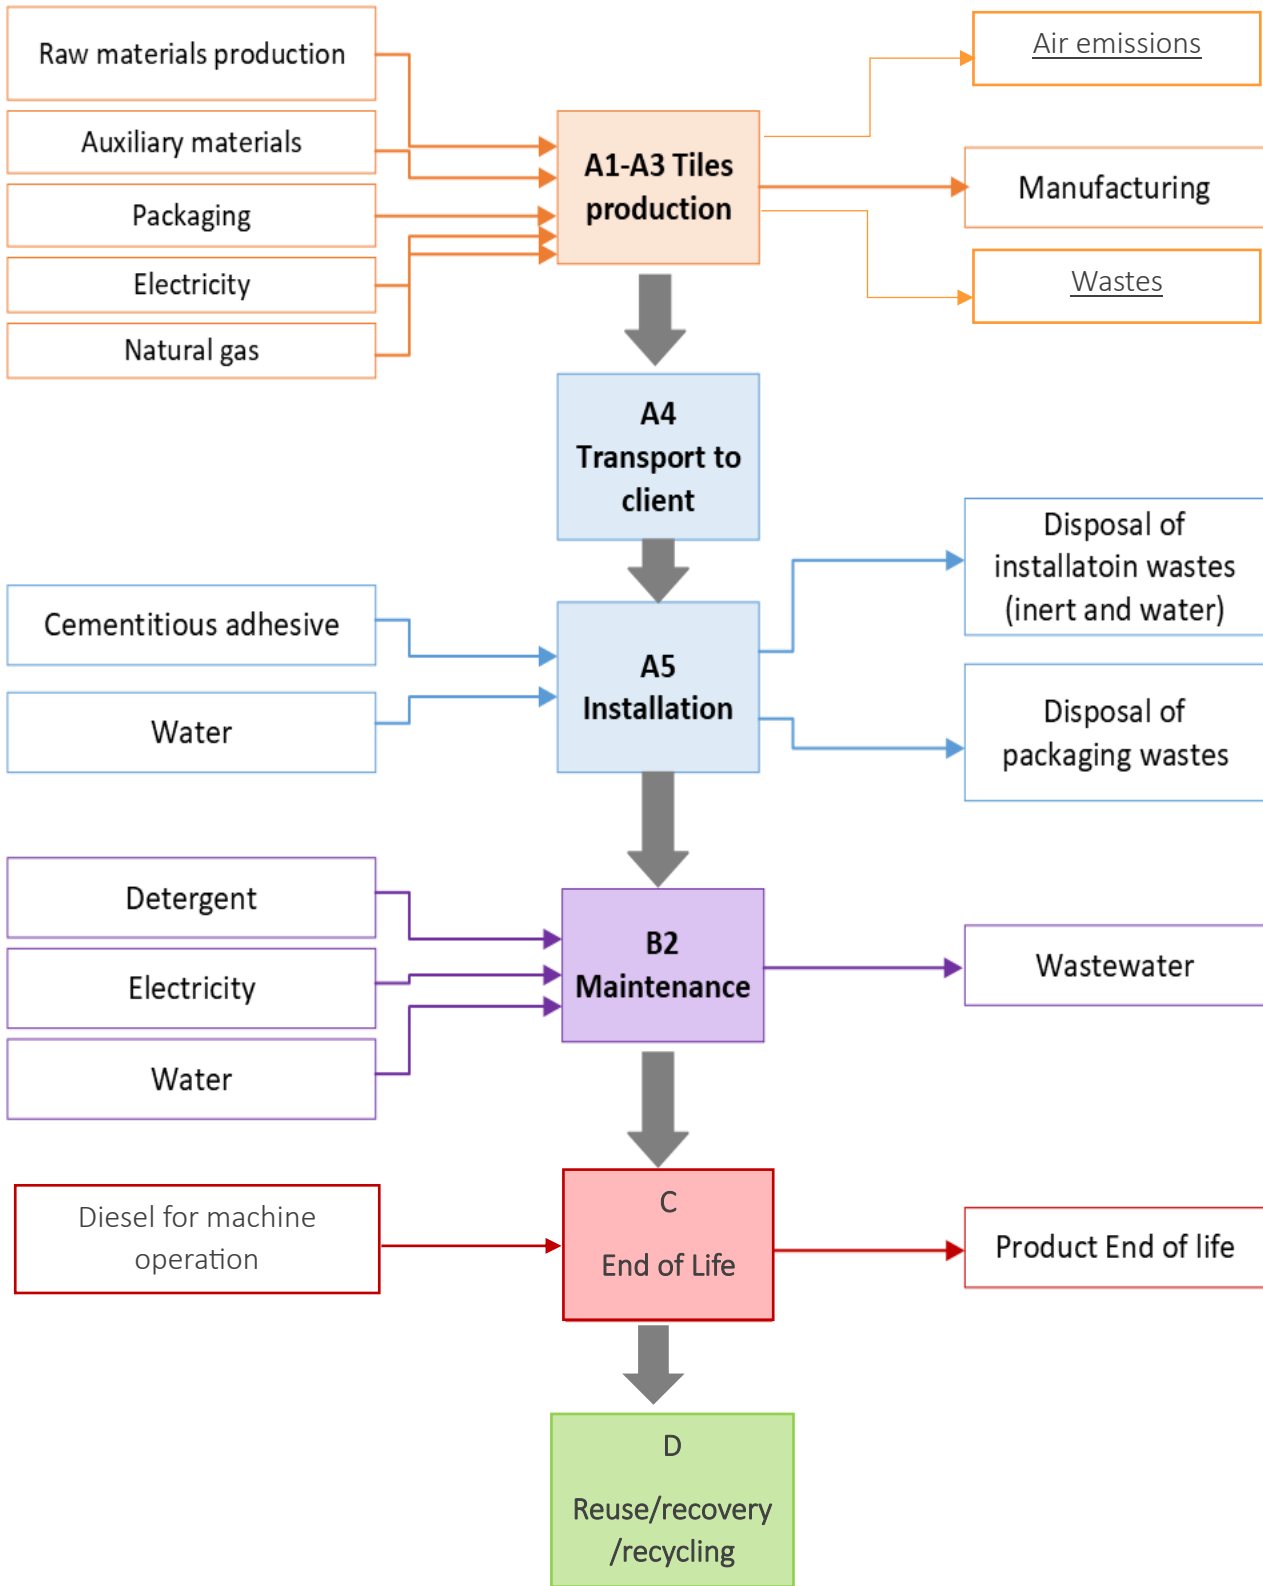 Raw materials production
Auxiliary materials
Packaging
Electricity
Natural gas
A1-A3 Tiles
production
Air emissions
Manufacturing
Wastes
A4
Transport to
client
Cementitious adhesive
Water
A5
Installation
Disposal of
installatoin wastes
(inert and water)
Disposal of
packaging wastes
Detergent
Electricity
Water
B2
Maintenance
Wastewater
Diesel for machine
operation
C
End of Life
Product End of life
D
Reuse/recovery
/recycling